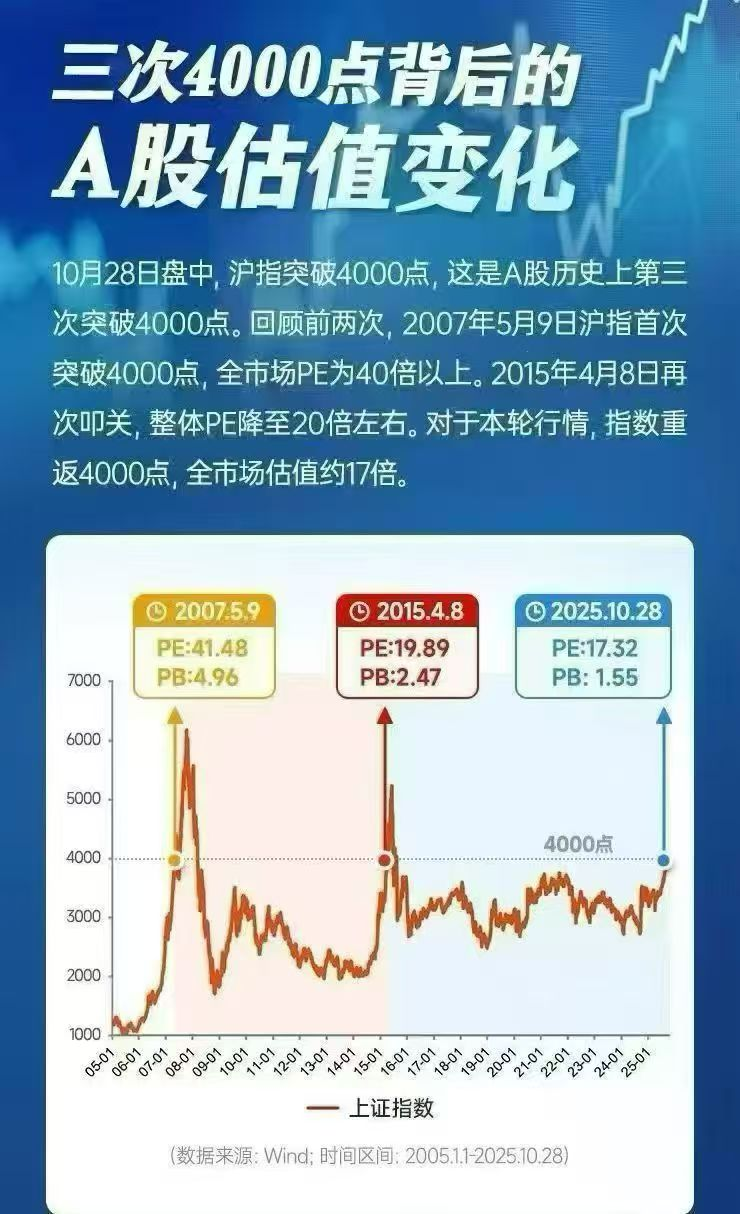 三次4000点背后的
A股估值变化
10月28日盘中, 沪指突破4000点, 这是A股历史上第三
次突破4000点。回顾前两次, 2007年5月9日沪指首次
突破4000点, 全市场PE为40倍以上。2015年4月8日再
次叩关, 整体PE降至20倍左右。对于本轮行情, 指数重
返4000点, 全市场估值约17倍。
2007.5.9
PE:41.48
PB:4.96
2015.4.8
PE:19.89
PB:2.47
2025.10.28
PE:17.32
PB: 1.55
7000
6000
5000
4000
3000
2000
1000
4000点
05-01
06-01
07-01
08-01
09-01
10-01
11-01
12-01
13-01
14-01
15-01
16-01
17-01
18-01
19-01
20-01
21-01
22-01
23-01
24-01
25-01
上证指数
(数据来源: Wind; 时间区间: 2005.1.1-2025.10.28)